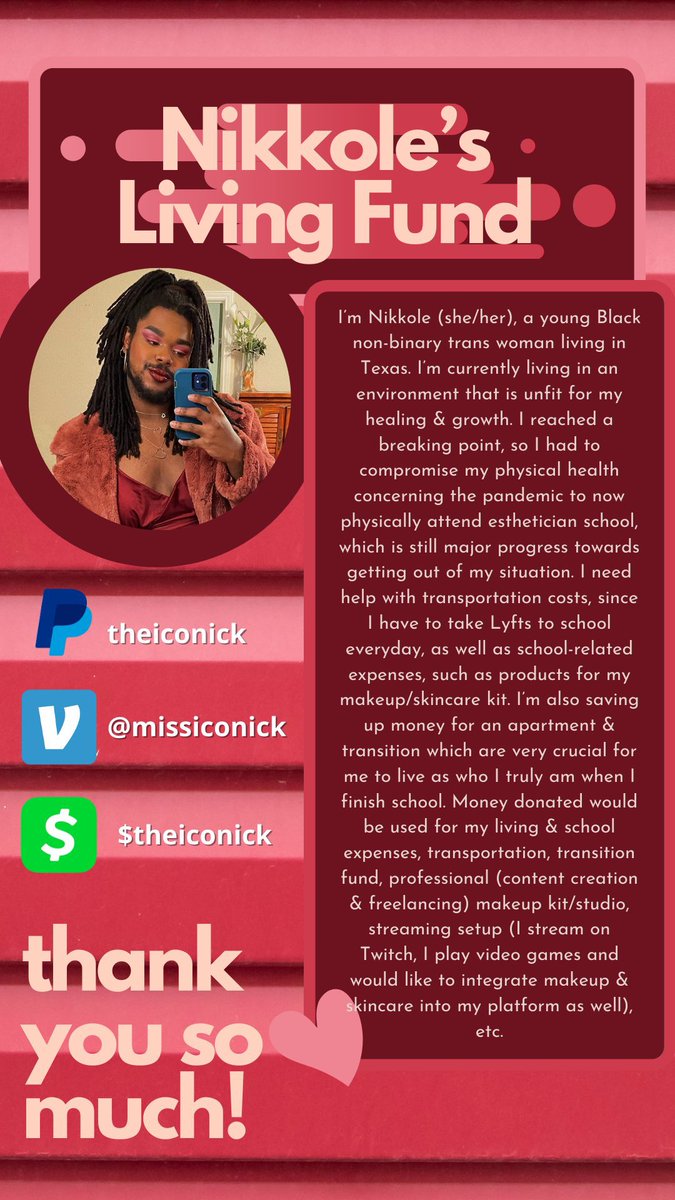 Nikkole's
Living Fund
I'm Nikkole (she/her), a young Black
non-binary trans woman living in
Texas. I'm currently living in an
environment that is unfit for my
healing & growth. I reached a
breaking point, so I had to
compromise my physical health
concerning the pandemic to now
physically attend esthetician school,
which is still major progress towards
getting out of my situation. I need
help with transportation costs, since
I have to take Lyfts to school
everyday, as well as school-related
expenses, such as products for my
makeup/skincare kit. I'm also saving
up money for an apartment &
transition which are very crucial for
me to live as who I truly am when I
finish school. Money donated would
be used for my living & school
expenses, transportation, transition
fund, professional (content creation
& freelancing) makeup kit/studio,
streaming setup (I stream on
Twitch, I play video games and
would like to integrate makeup &
skincare into my platform as well),
etc.
theiconick
@missiconick
$theiconick
thank
you so
much!